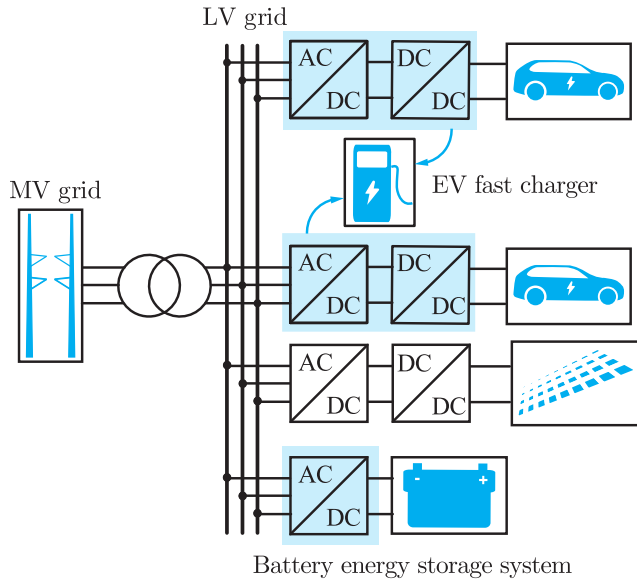 LV grid
AC
DC
DC
DC
EV fast charger
MV grid
AC
DC
DC
DC
AC
DC
DC
DC
AC
DC
- +
Battery energy storage system